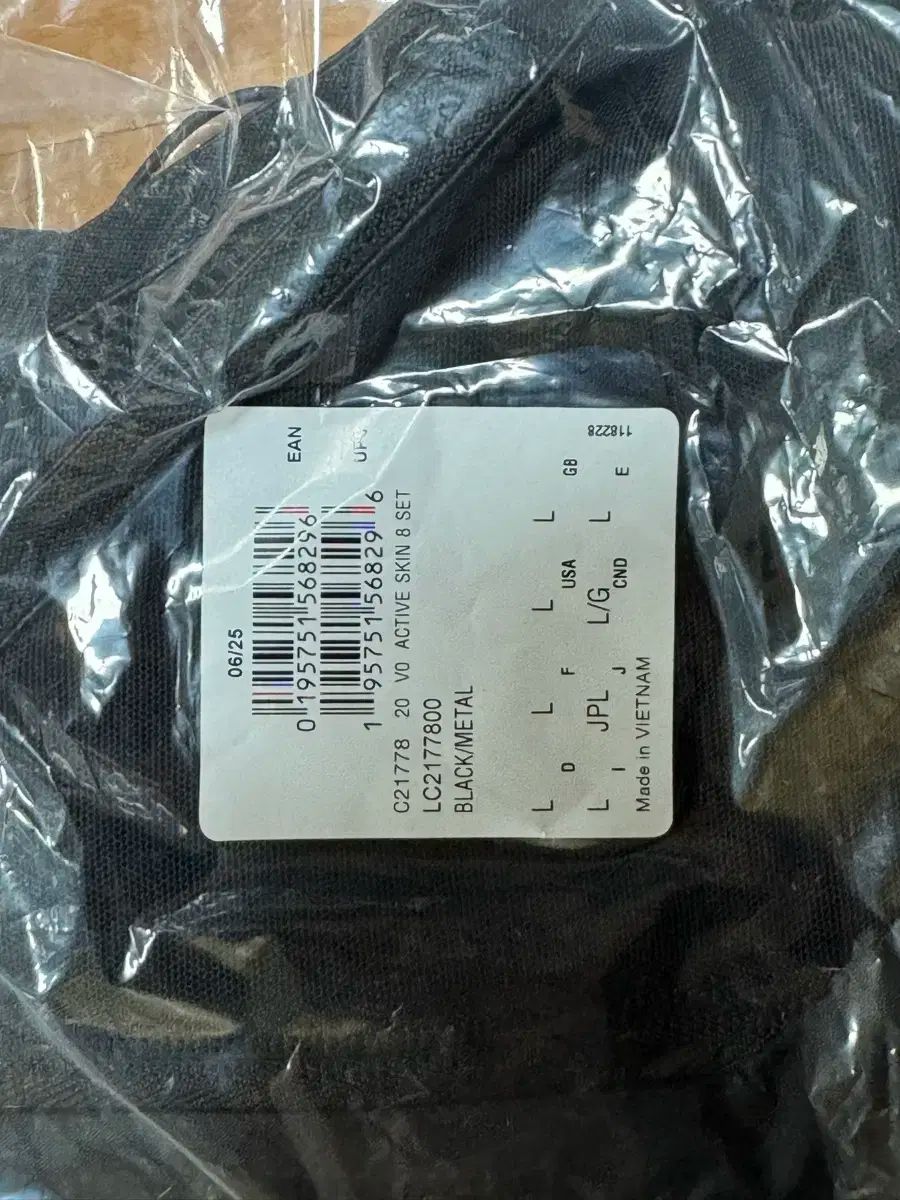 06/25
EAN
0 195751 568296
UPC
1 95751 56829 6
C21778 20 V0 ACTIVE SKIN 8 SET
LC2177800
BLACK/METAL
L L L L
D F USA GB
L JPL L/G L
I J CND E
Made in VIETNAM
118228